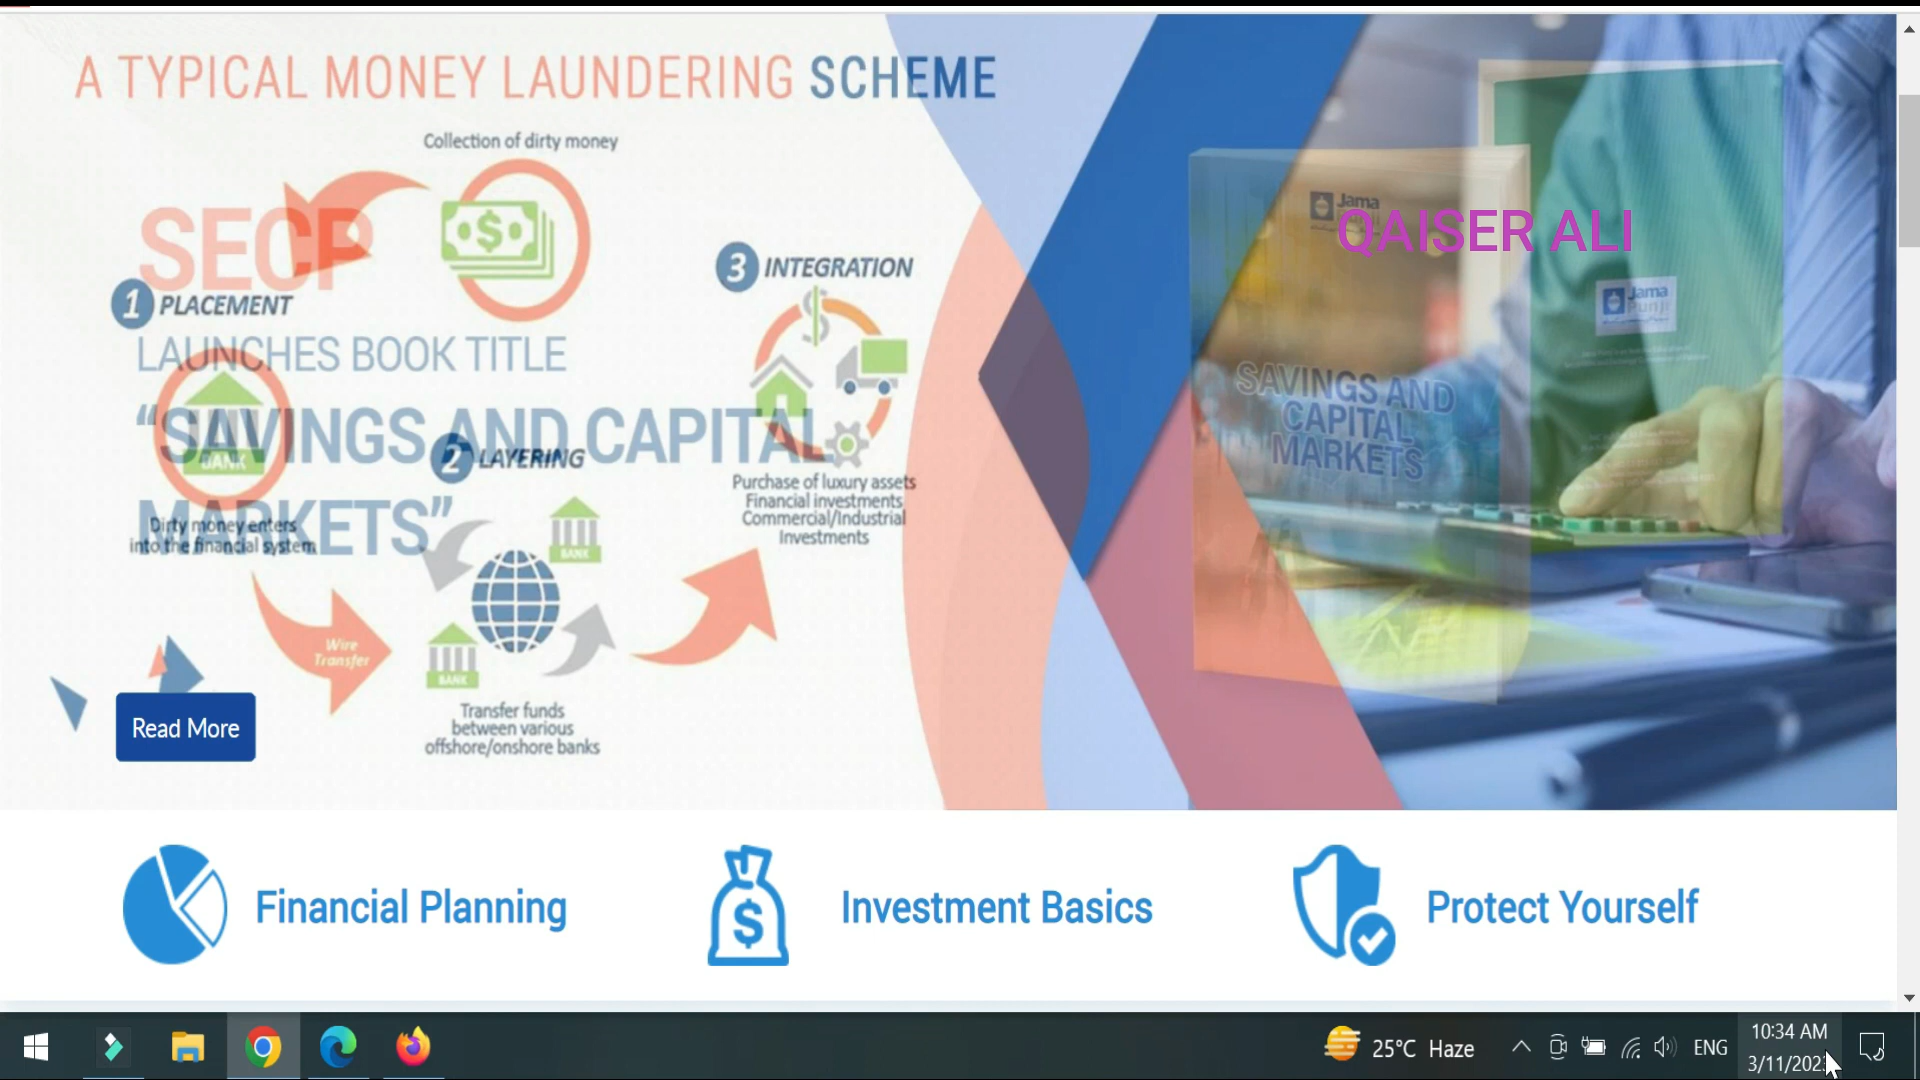 A TYPICAL MONEY LAUNDERING SCHEME
Collection of dirty money
SECP
1 PLACEMENT
LAUNCHES BOOK TITLE
"SAVINGS AND CAPITAL
MARKETS"
BANK
Dirty money enters
into the financial system
Wire
Transfer
2 LAYERING
BANK
BANK
Transfer funds
between various
offshore/onshore banks
3 INTEGRATION
Purchase of luxury assets
Financial investments
Commercial/Industrial
Investments
Read More
Jama
QAISER ALI
Jama
Punji
SAVINGS AND
CAPITAL
MARKETS
Financial Planning
Investment Basics
Protect Yourself
25°C Haze
ENG
10:34 AM